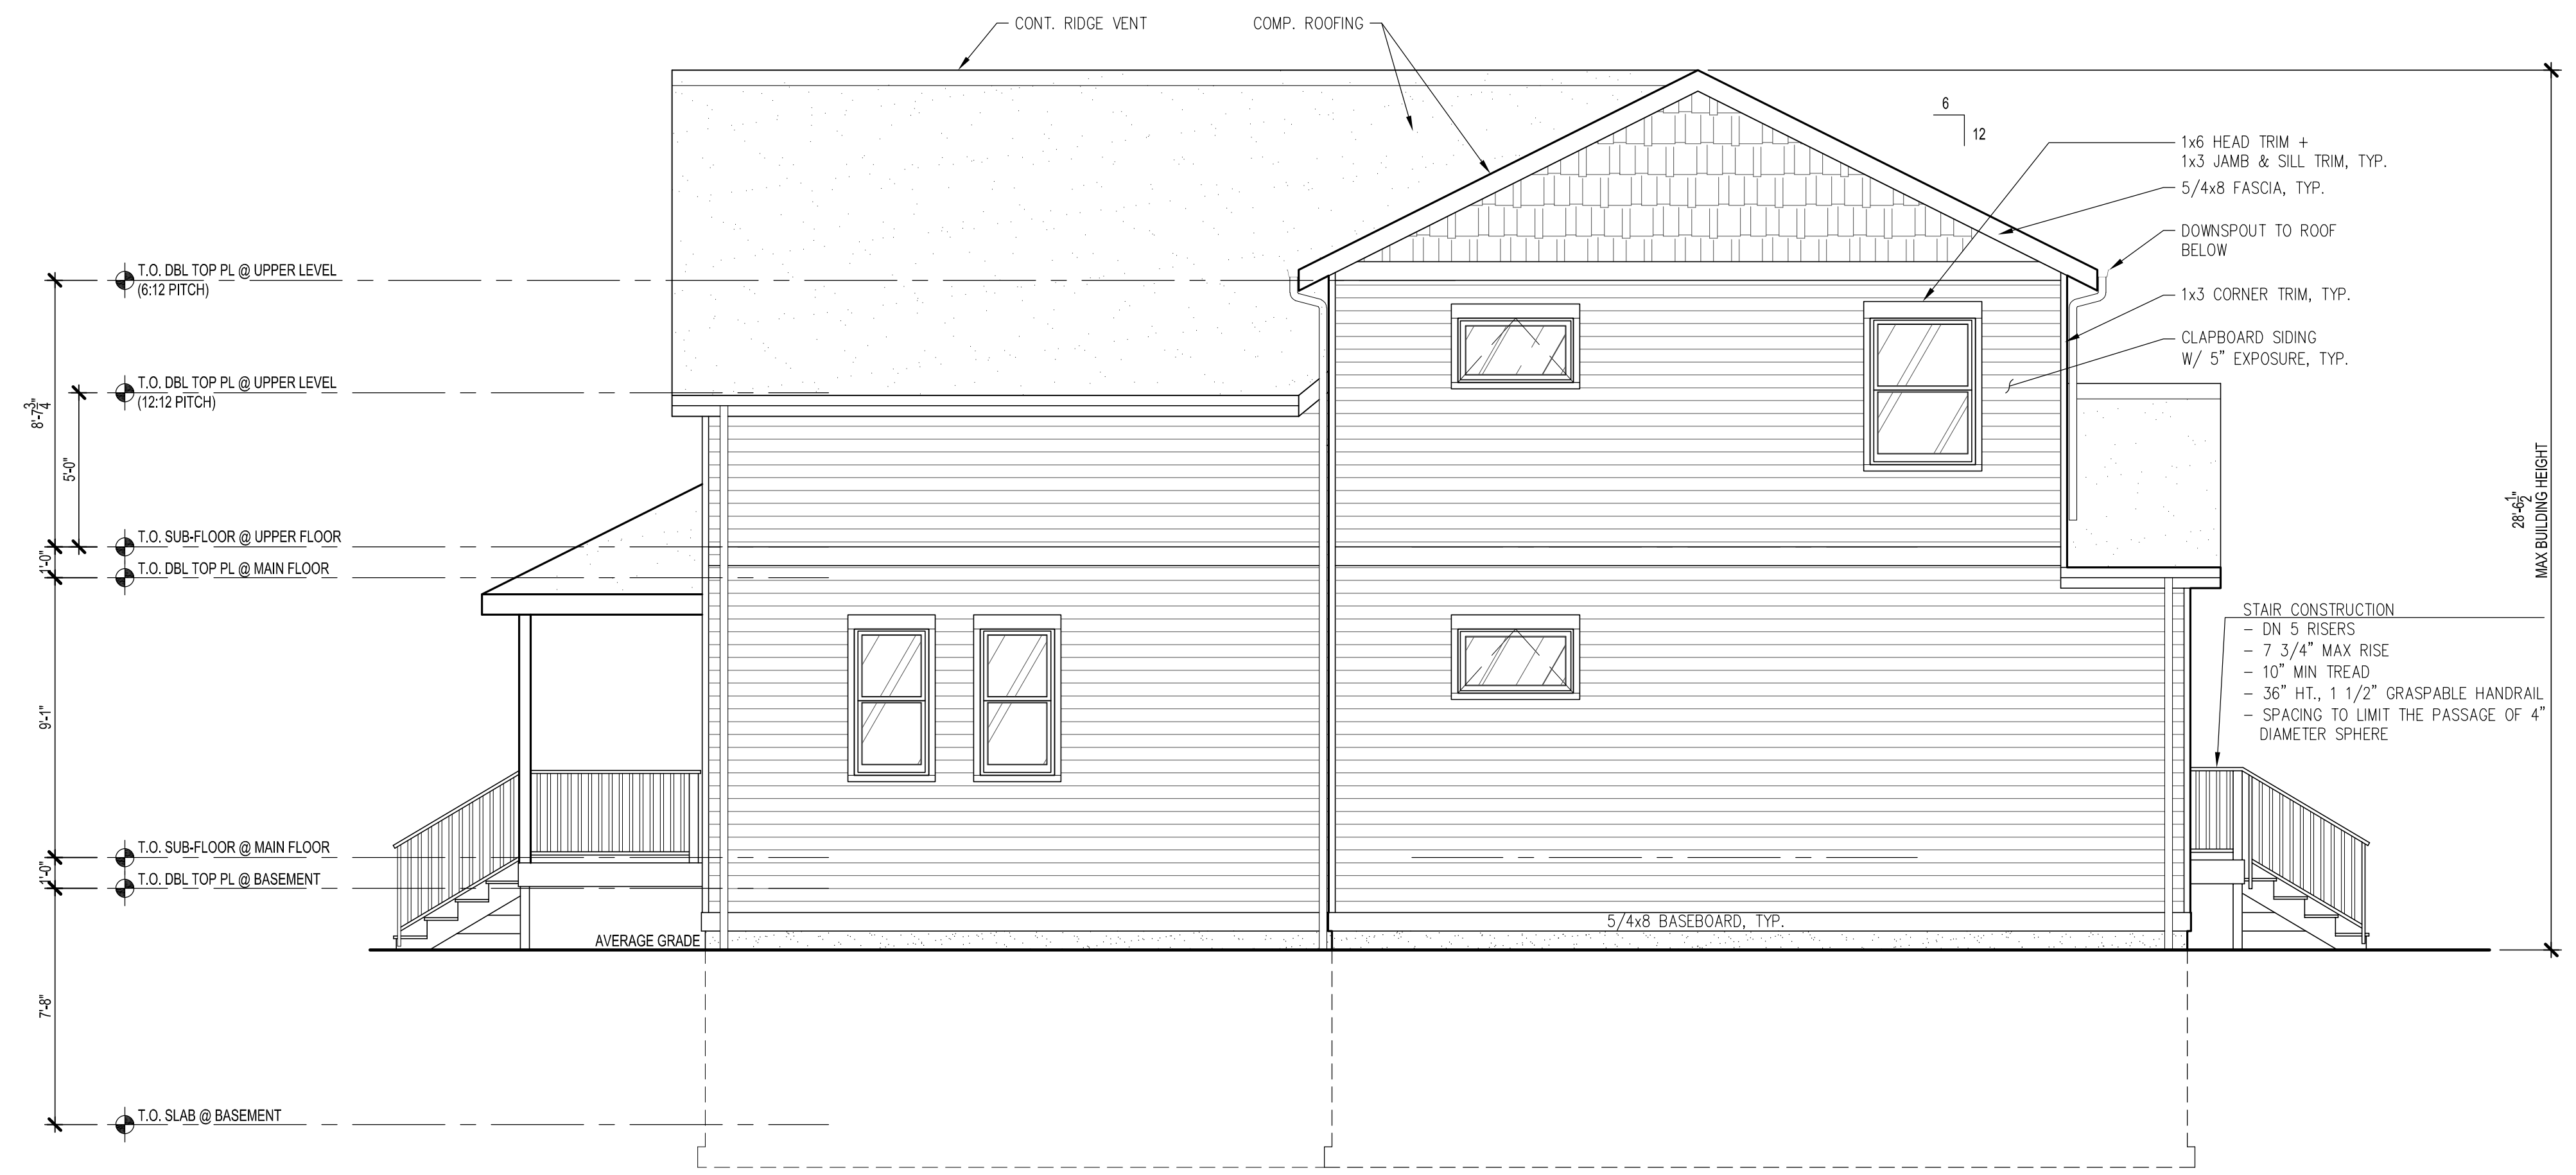 CONT. RIDGE VENT
COMP. ROOFING
6
12
1x6 HEAD TRIM +
1x3 JAMB & SILL TRIM, TYP.
5/4x8 FASCIA, TYP.
DOWNSPOUT TO ROOF
BELOW
1x3 CORNER TRIM, TYP.
CLAPBOARD SIDING
W/ 5" EXPOSURE, TYP.
T.O. DBL TOP PL @ UPPER LEVEL
(6:12 PITCH)
T.O. DBL TOP PL @ UPPER LEVEL
(12:12 PITCH)
8'-7 3/4"
5'-0"
T.O. SUB-FLOOR @ UPPER FLOOR
1'-0"
T.O. DBL TOP PL @ MAIN FLOOR
28'-6 1/2"
MAX BUILDING HEIGHT
STAIR CONSTRUCTION
- DN 5 RISERS
- 7 3/4" MAX RISE
- 10" MIN TREAD
- 36" HT., 1 1/2" GRASPABLE HANDRAIL
- SPACING TO LIMIT THE PASSAGE OF 4"
DIAMETER SPHERE
9'-1"
T.O. SUB-FLOOR @ MAIN FLOOR
1'-0"
T.O. DBL TOP PL @ BASEMENT
5/4x8 BASEBOARD, TYP.
AVERAGE GRADE
7'-8"
T.O. SLAB @ BASEMENT